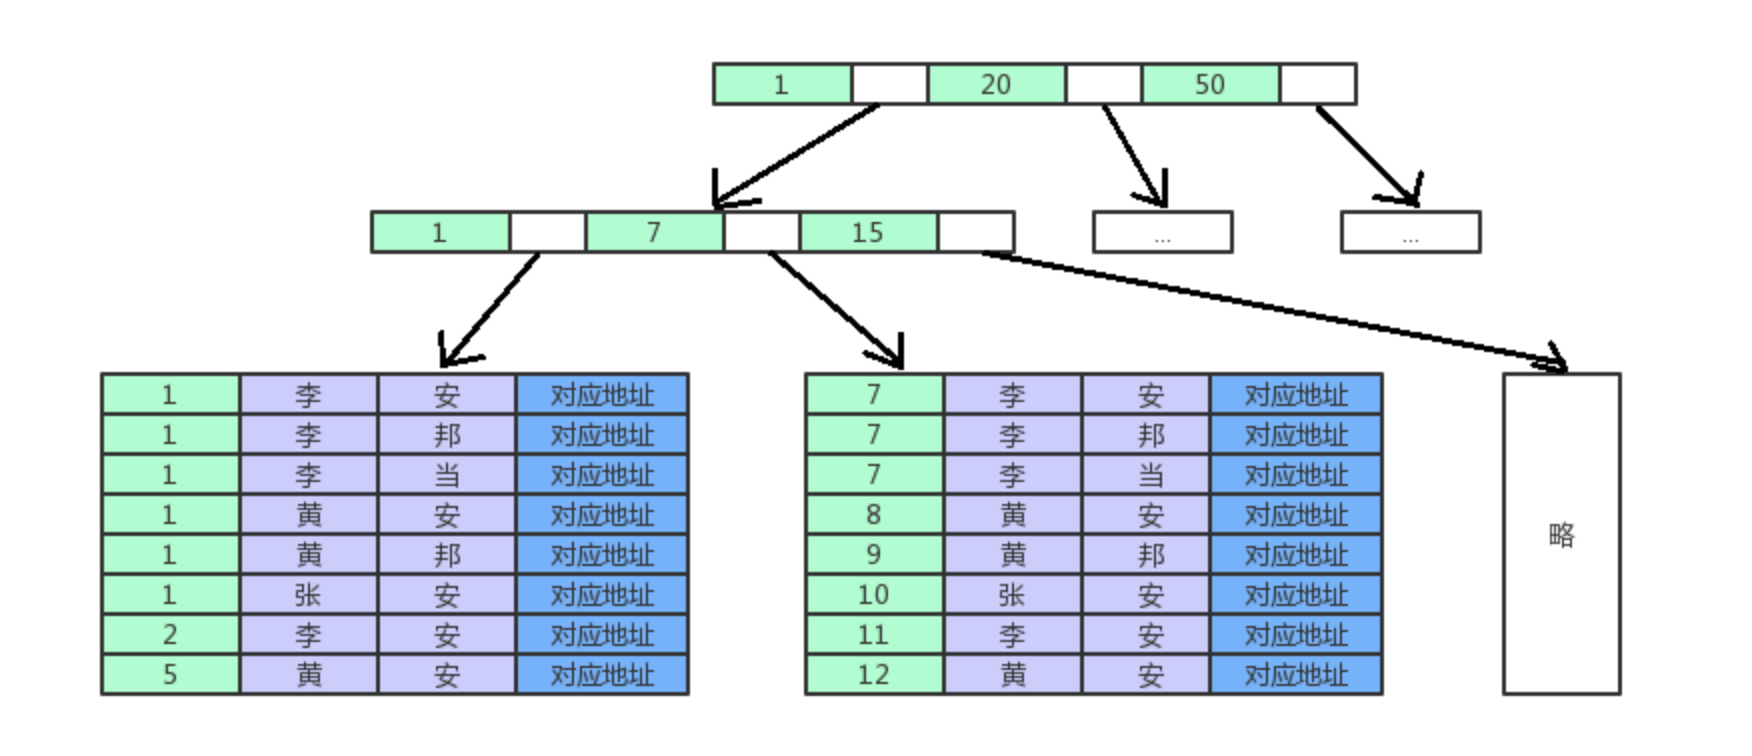 1 20 50
1 7 15 ... ...
1 李 安 对应地址
1 李 邦 对应地址
1 李 当 对应地址
1 黄 安 对应地址
1 黄 邦 对应地址
1 张 安 对应地址
2 李 安 对应地址
5 黄 安 对应地址
7 李 安 对应地址
7 李 邦 对应地址
7 李 当 对应地址
8 黄 安 对应地址
9 黄 邦 对应地址
10 张 安 对应地址
11 李 安 对应地址
12 黄 安 对应地址
略